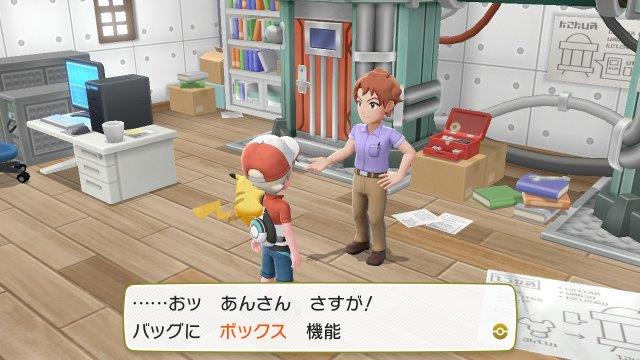 ……おッ　あんさん　さすが！
バッグに　ボックス　機能